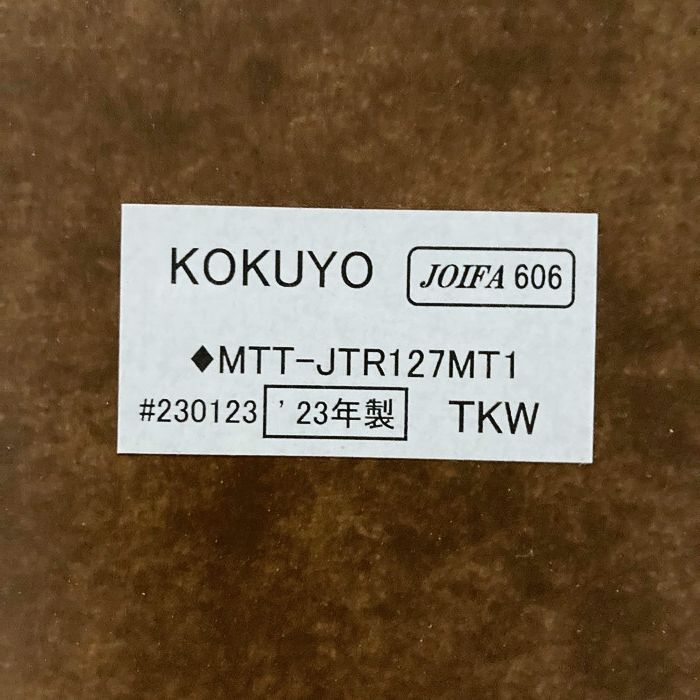 KOKUYO JOIFA 606
◆MTT-JTR127MT1
#230123 '23年製 TKW